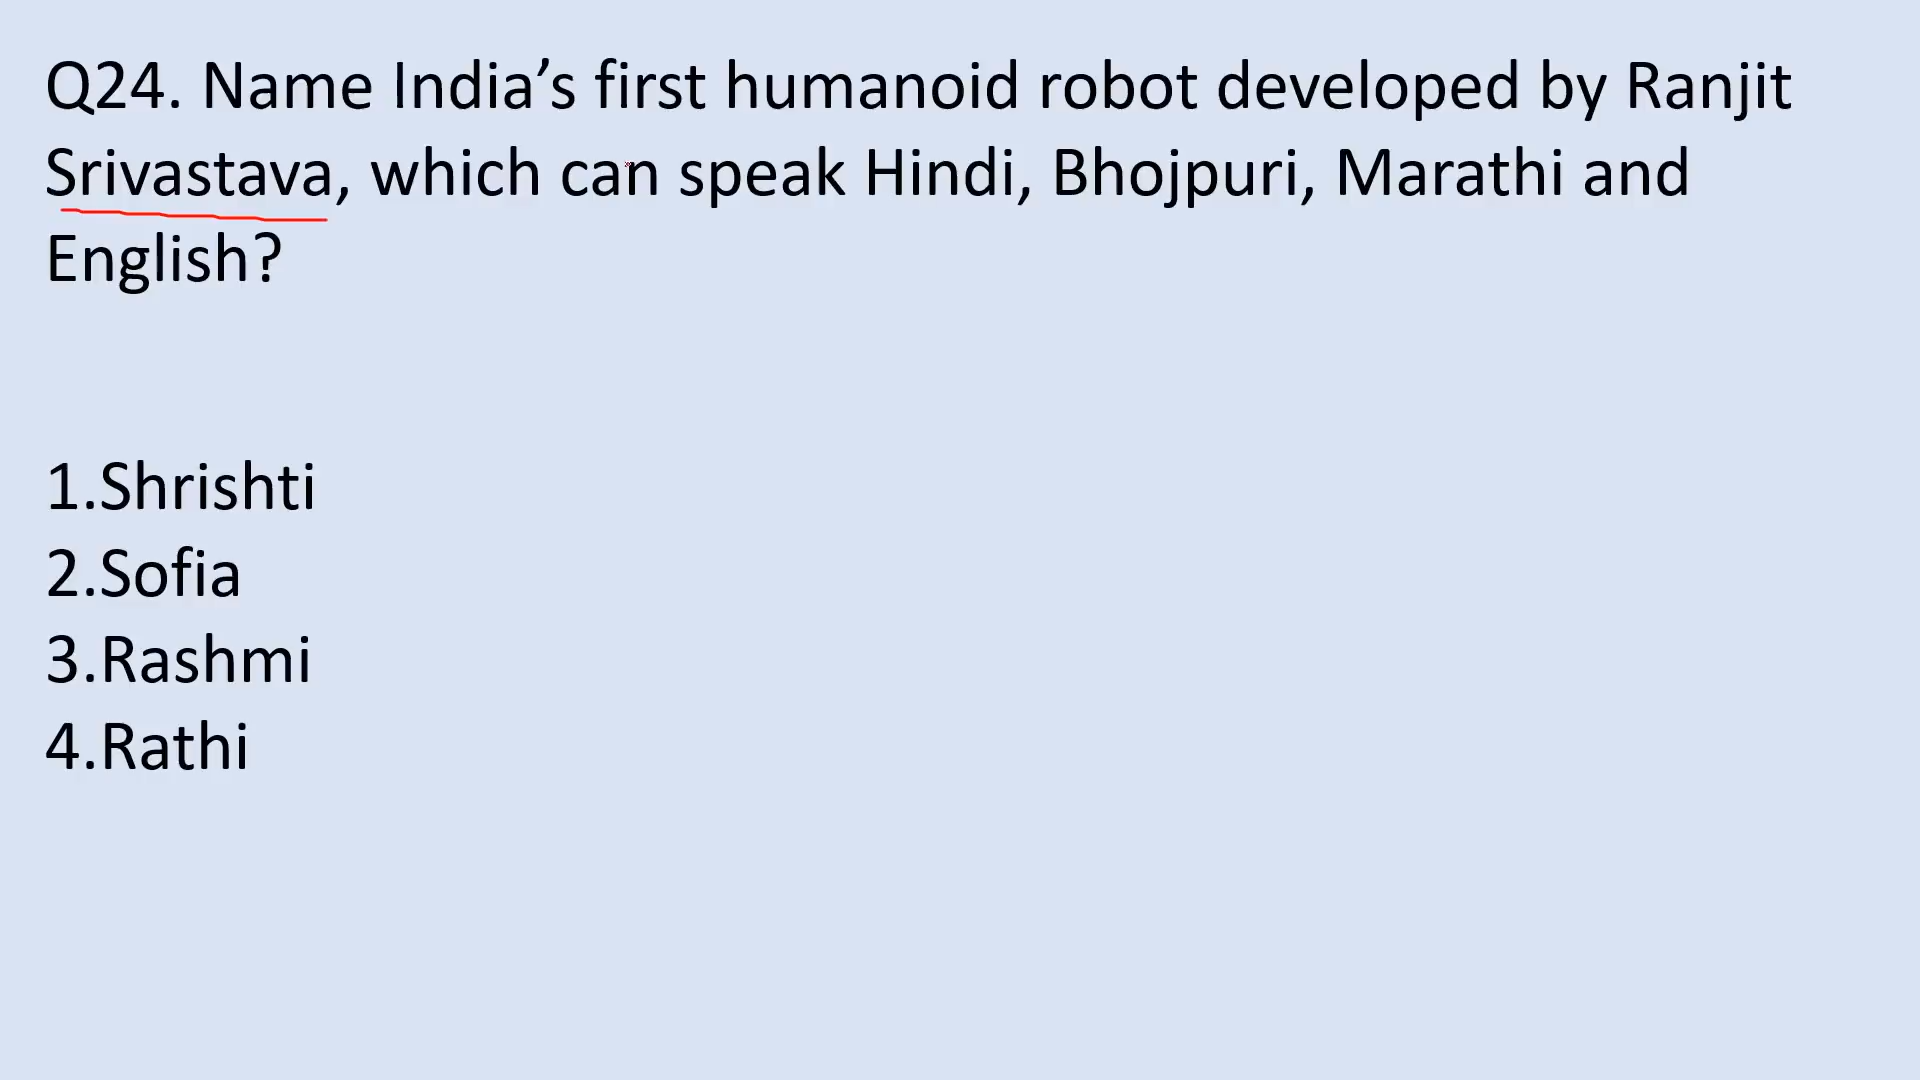 Q24. Name India’s first humanoid robot developed by Ranjit
Srivastava, which can speak Hindi, Bhojpuri, Marathi and
English?
1.Shrishti
2.Sofia
3.Rashmi
4.Rathi